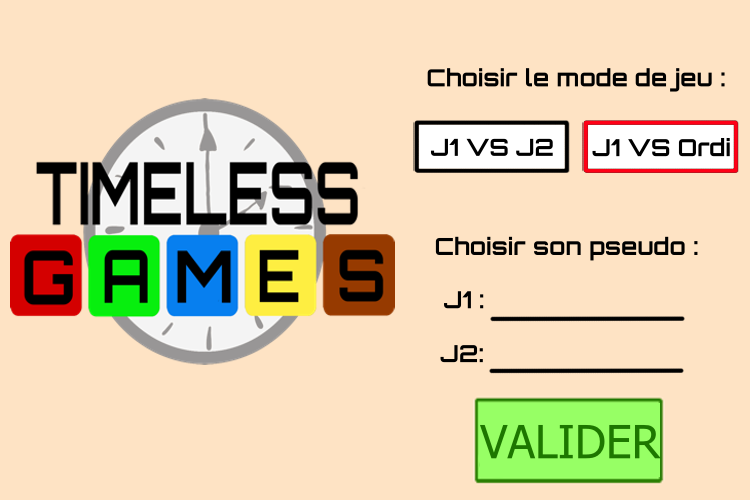 TIMELESS
GAMES
Choisir le mode de jeu :
J1 VS J2
J1 VS Ordi
Choisir son pseudo :
J1 :
J2:
VALIDER